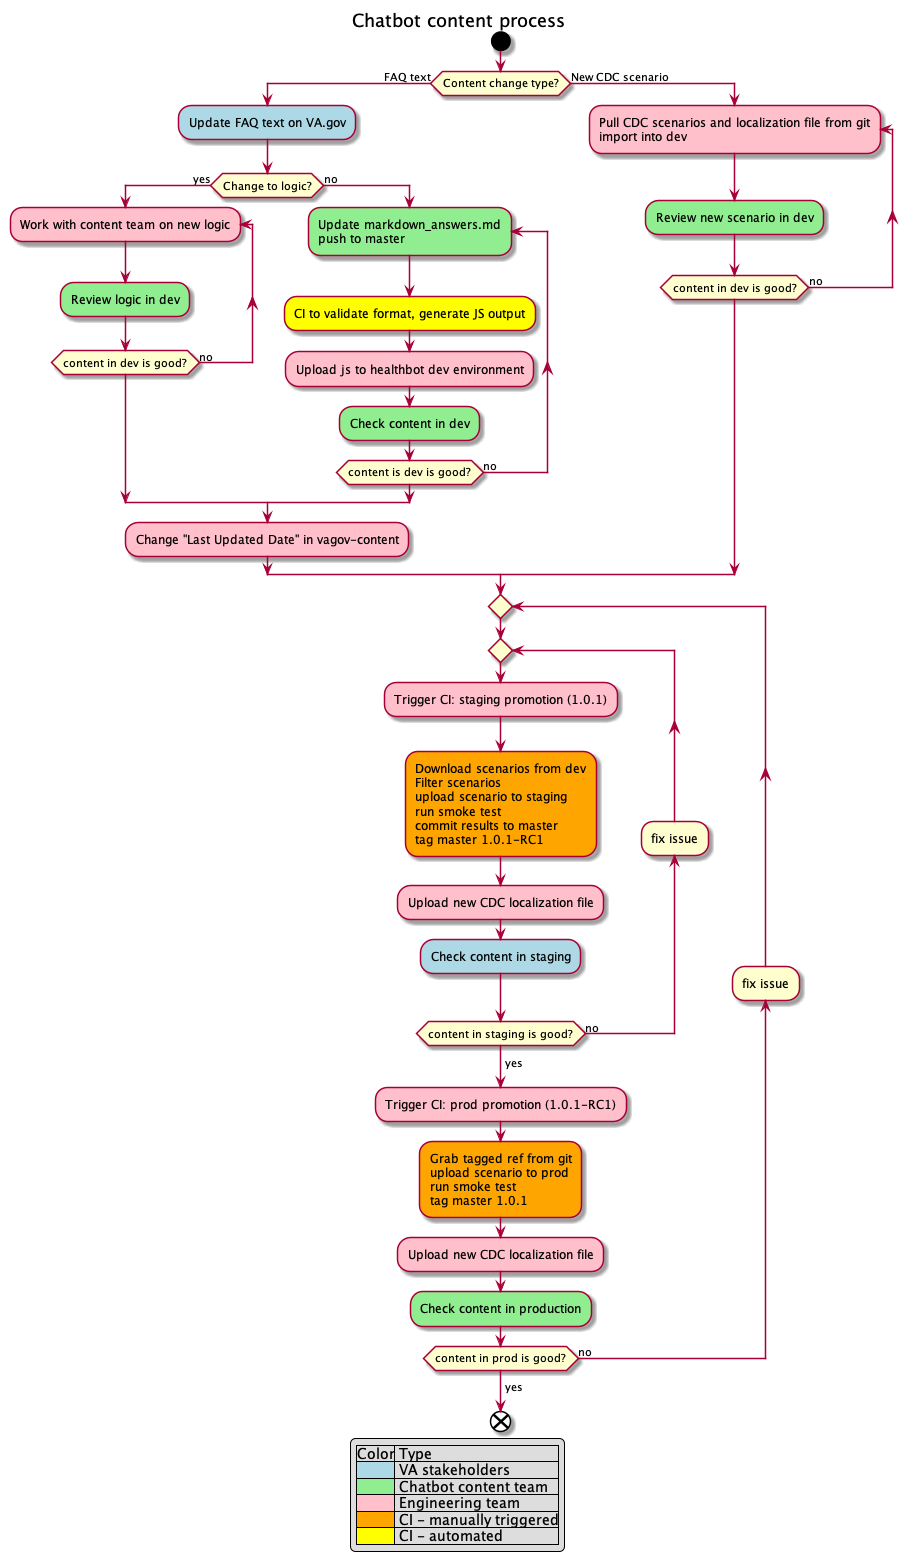 Chatbot content process
FAQ text
Content change type?
New CDC scenario
Update FAQ text on VA.gov
Pull CDC scenarios and localization file from git
import into dev
yes
Change to logic?
no
Work with content team on new logic
Update markdown_answers.md
push to master
Review new scenario in dev
Review logic in dev
content in dev is good?
no
CI to validate format, generate JS output
content in dev is good?
no
Upload js to healthbot dev environment
Check content in dev
content is dev is good?
no
Change "Last Updated Date" in vagov-content
Trigger CI: staging promotion (1.0.1)
Download scenarios from dev
Filter scenarios
upload scenario to staging
run smoke test
commit results to master
tag master 1.0.1-RC1
fix issue
Upload new CDC localization file
Check content in staging
fix issue
content in staging is good?
no
yes
Trigger CI: prod promotion (1.0.1-RC1)
Grab tagged ref from git
upload scenario to prod
run smoke test
tag master 1.0.1
Upload new CDC localization file
Check content in production
content in prod is good?
no
yes
Color Type
VA stakeholders
Chatbot content team
Engineering team
CI - manually triggered
CI - automated